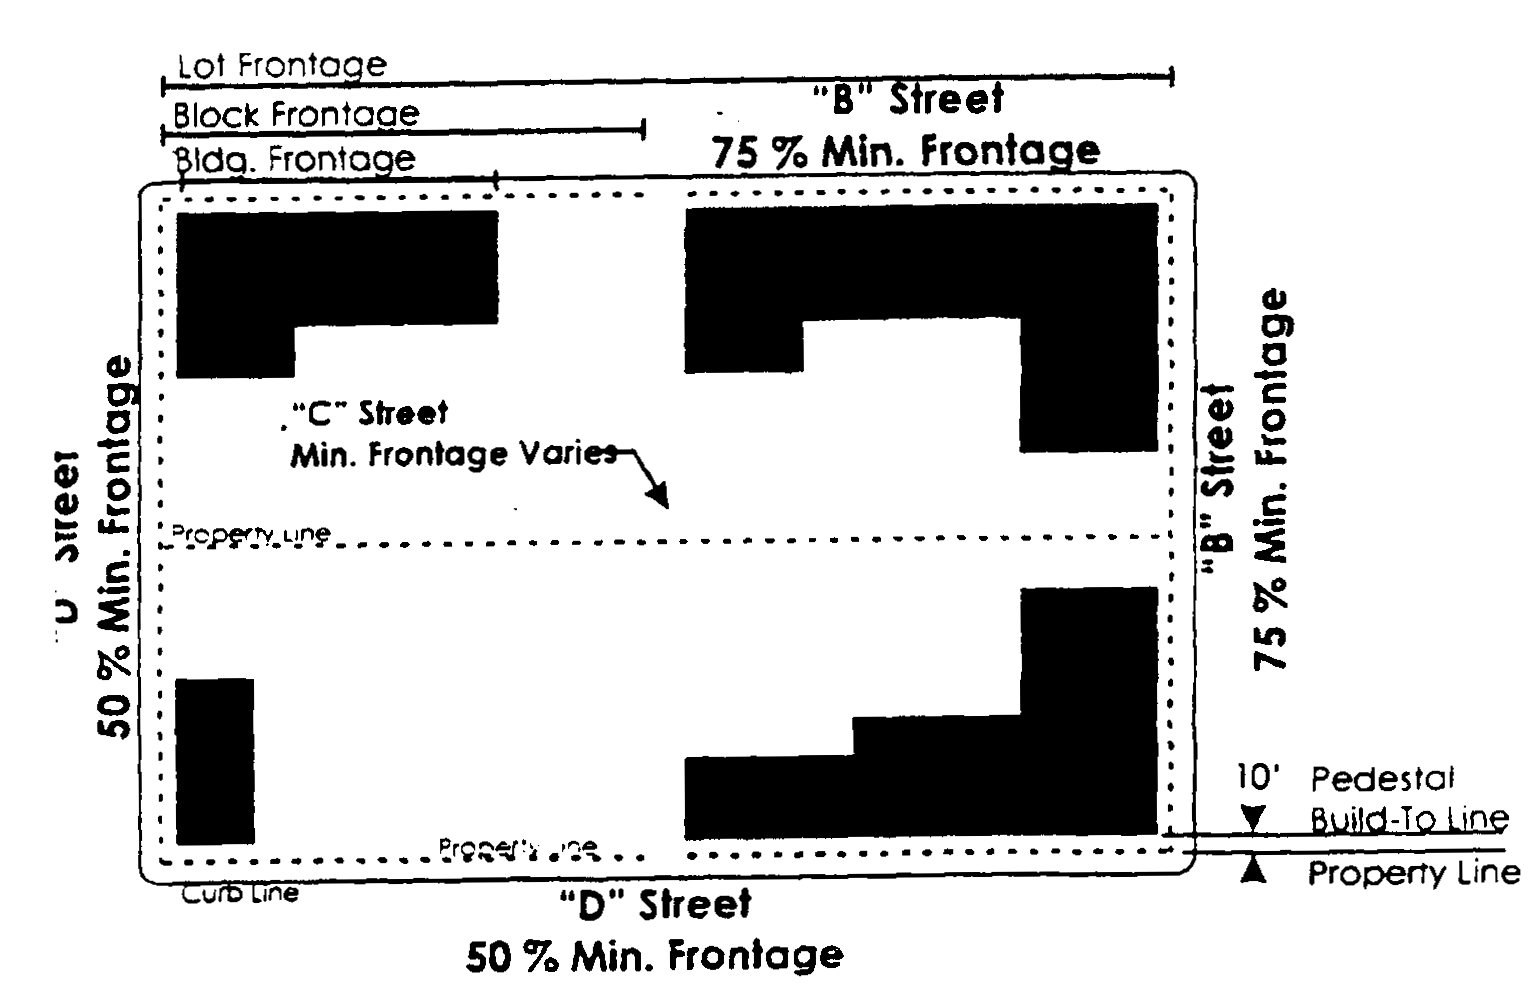 Lot Frontage
Block Frontage
Bldg. Frontage
"B" Street
75 % Min. Frontage
"C" Street
Min. Frontage Varies
Property Line
"D" Street
50 % Min. Frontage
"B" Street
75 % Min. Frontage
10' Pedestal
Build-To Line
Property Line
Property Line
Curb Line
"D" Street
50 % Min. Frontage